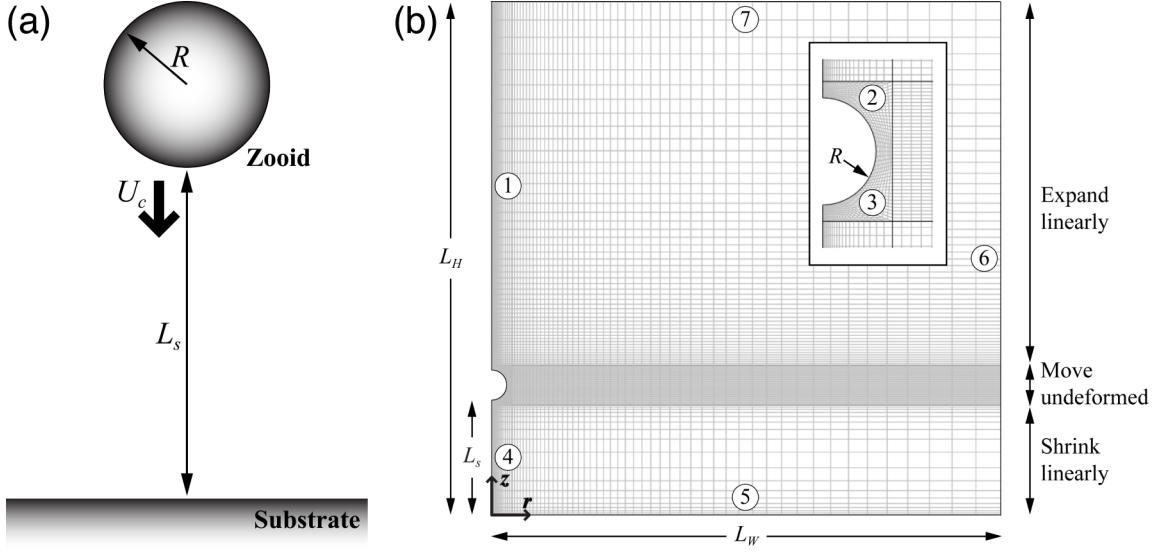 (a)
R
Zooid
U_c
L_s
Substrate
(b)
7
2
R
3
1
6
L_H
Expand
linearly
Move
undeformed
L_s
4
z
r
5
Shrink
linearly
L_W